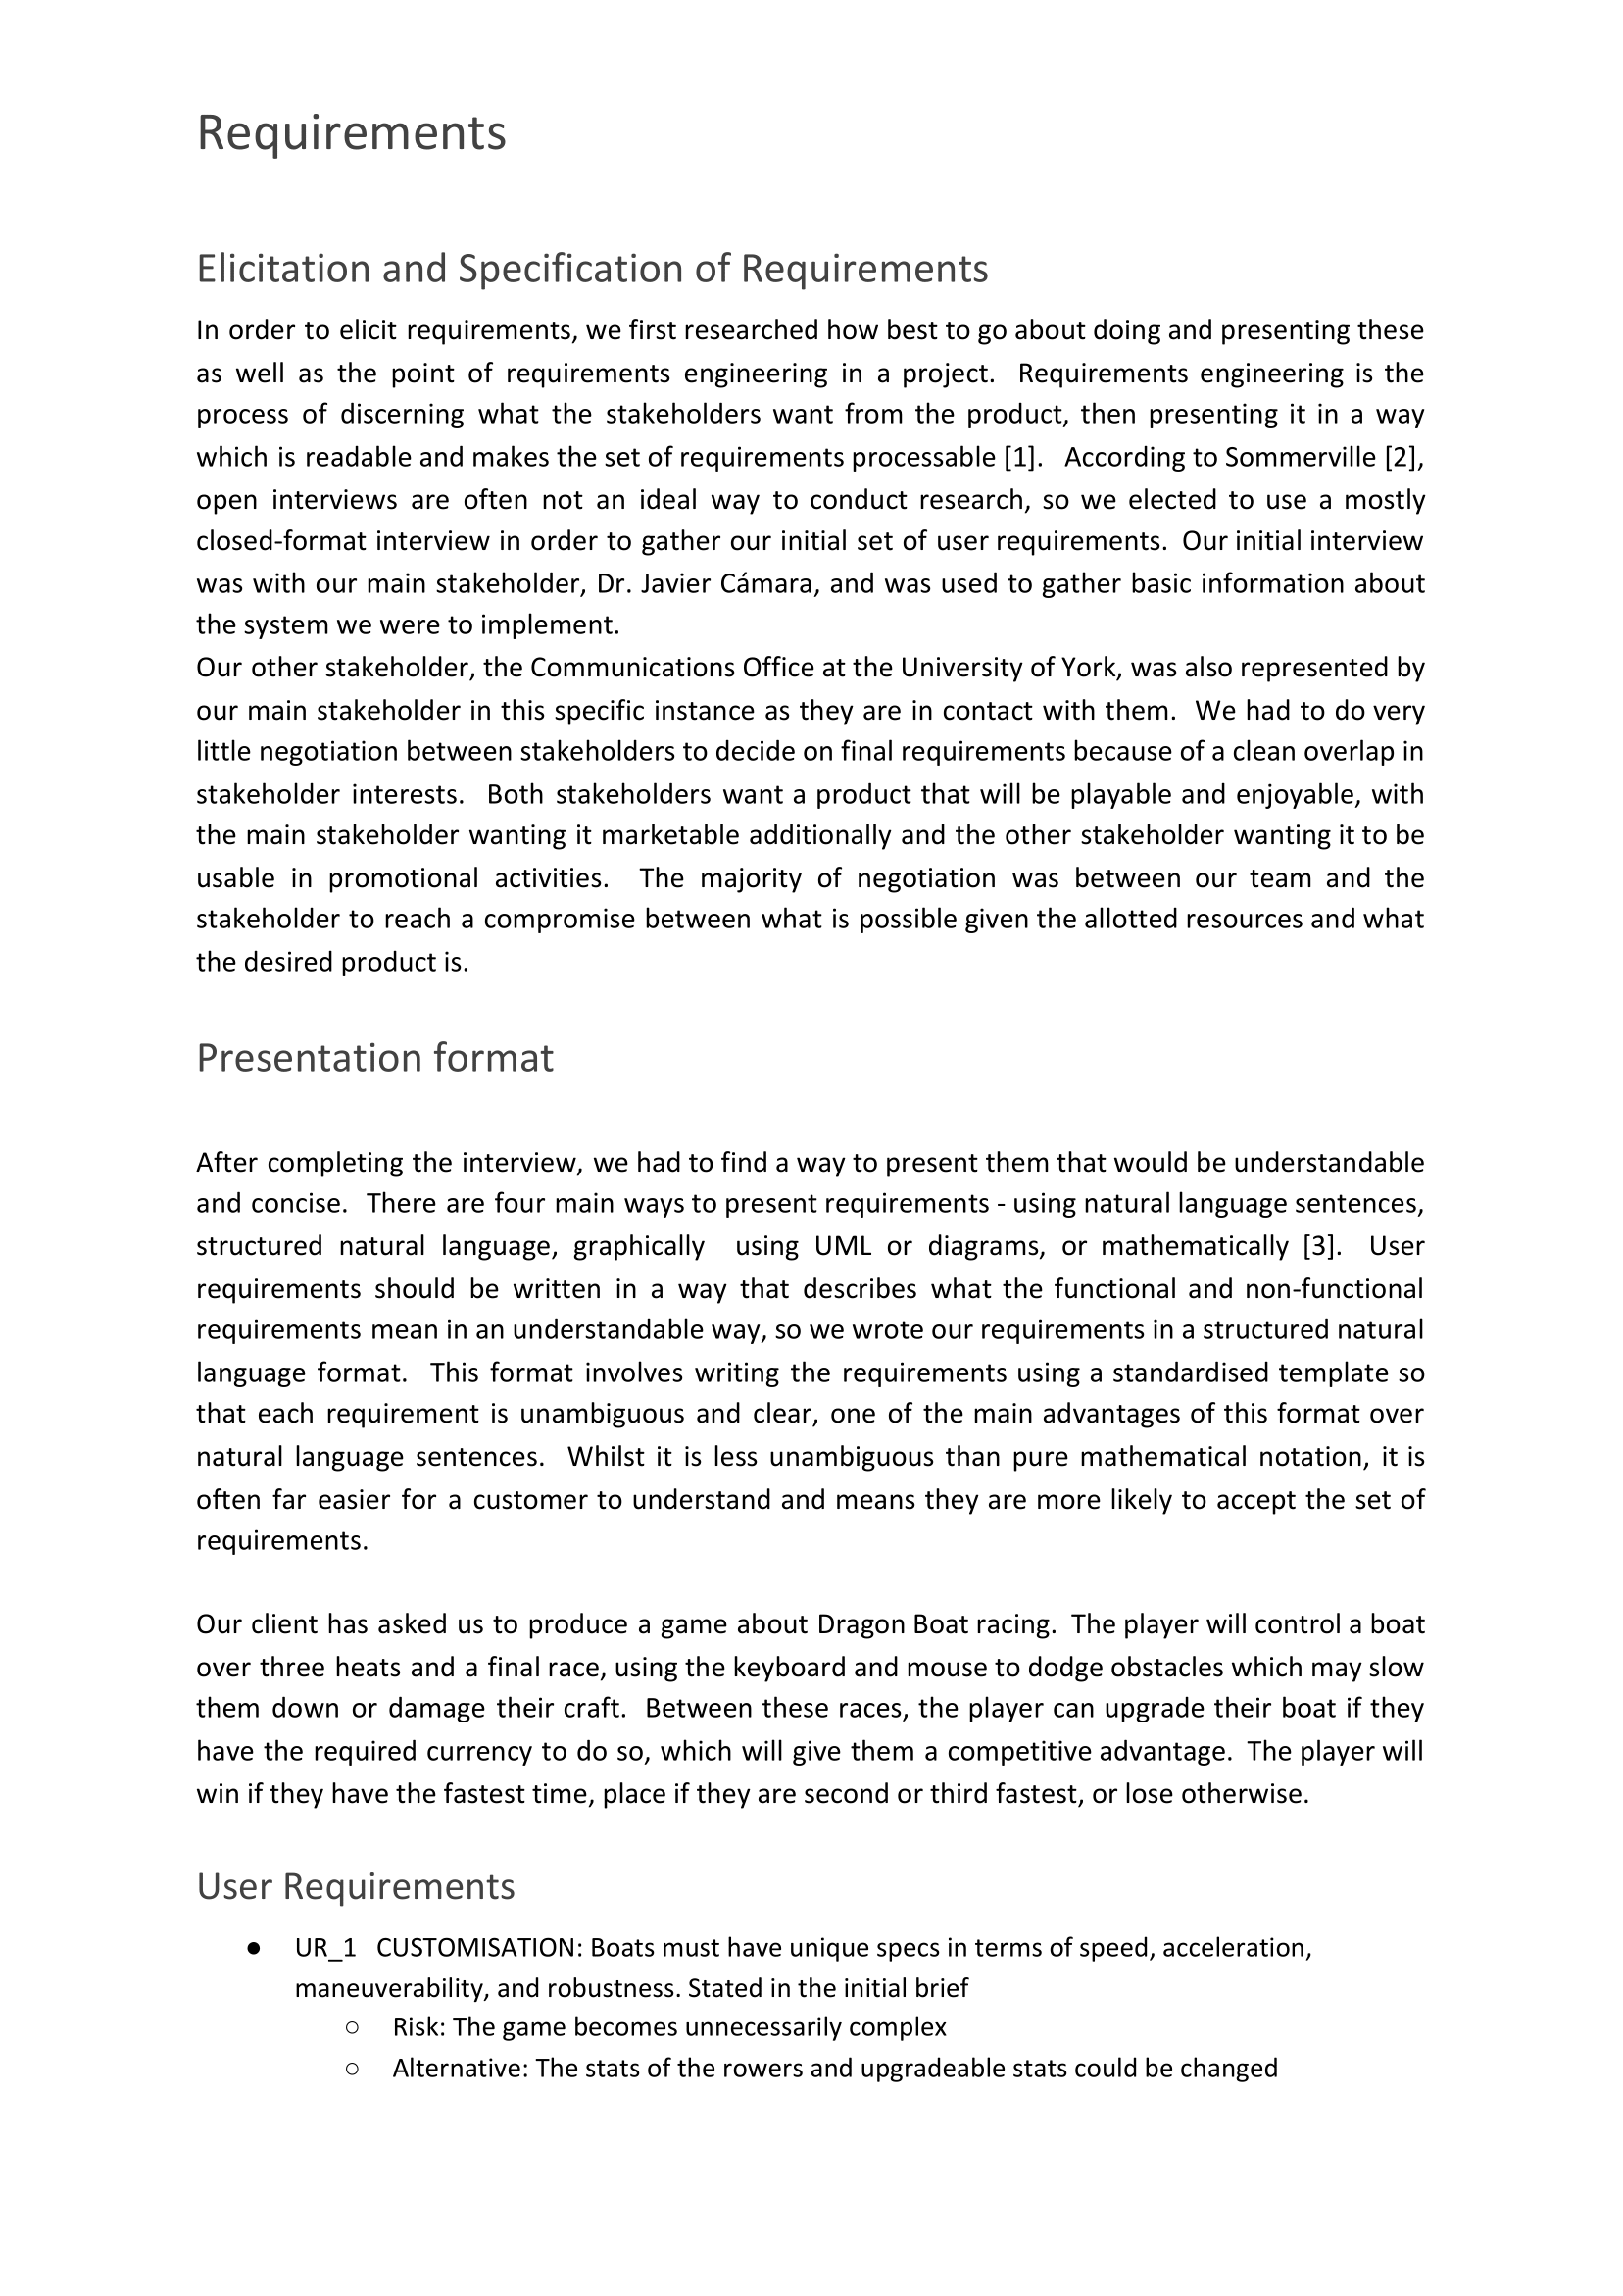 Requirements
Elicitation and Specification of Requirements
In order to elicit requirements, we first researched how best to go about doing and presenting these
as well as the point of requirements engineering in a project.  Requirements engineering is the
process of discerning what the stakeholders want from the product, then presenting it in a way
which is readable and makes the set of requirements processable [1].  According to Sommerville [2],
open interviews are often not an ideal way to conduct research, so we elected to use a mostly
closed-format interview in order to gather our initial set of user requirements.  Our initial interview
was with our main stakeholder, Dr. Javier Cámara, and was used to gather basic information about
the system we were to implement.
Our other stakeholder, the Communications Office at the University of York, was also represented by
our main stakeholder in this specific instance as they are in contact with them.  We had to do very
little negotiation between stakeholders to decide on final requirements because of a clean overlap in
stakeholder interests.  Both stakeholders want a product that will be playable and enjoyable, with
the main stakeholder wanting it marketable additionally and the other stakeholder wanting it to be
usable in promotional activities.  The majority of negotiation was between our team and the
stakeholder to reach a compromise between what is possible given the allotted resources and what
the desired product is.
Presentation format
After completing the interview, we had to find a way to present them that would be understandable
and concise.  There are four main ways to present requirements - using natural language sentences,
structured natural language, graphically  using UML or diagrams, or mathematically [3].  User
requirements should be written in a way that describes what the functional and non-functional
requirements mean in an understandable way, so we wrote our requirements in a structured natural
language format.  This format involves writing the requirements using a standardised template so
that each requirement is unambiguous and clear, one of the main advantages of this format over
natural language sentences.  Whilst it is less unambiguous than pure mathematical notation, it is
often far easier for a customer to understand and means they are more likely to accept the set of
requirements.
Our client has asked us to produce a game about Dragon Boat racing.  The player will control a boat
over three heats and a final race, using the keyboard and mouse to dodge obstacles which may slow
them down or damage their craft.  Between these races, the player can upgrade their boat if they
have the required currency to do so, which will give them a competitive advantage.  The player will
win if they have the fastest time, place if they are second or third fastest, or lose otherwise.
User Requirements
● UR_1  CUSTOMISATION: Boats must have unique specs in terms of speed, acceleration,
maneuverability, and robustness. Stated in the initial brief
○ Risk: The game becomes unnecessarily complex
○ Alternative: The stats of the rowers and upgradeable stats could be changed